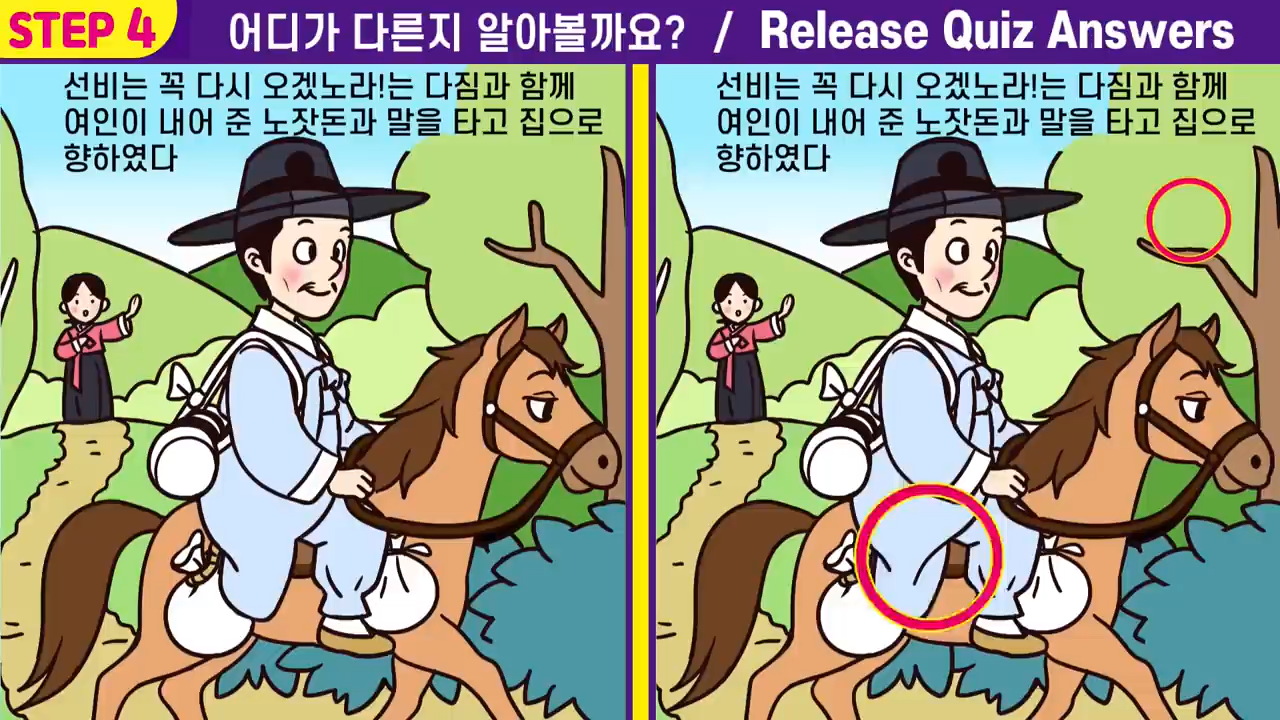 STEP 4
어디가 다른지 알아볼까요? / Release Quiz Answers
선비는 꼭 다시 오겠노라!는 다짐과 함께
여인이 내어 준 노잣돈과 말을 타고 집으로
향하였다
선비는 꼭 다시 오겠노라!는 다짐과 함께
여인이 내어 준 노잣돈과 말을 타고 집으로
향하였다